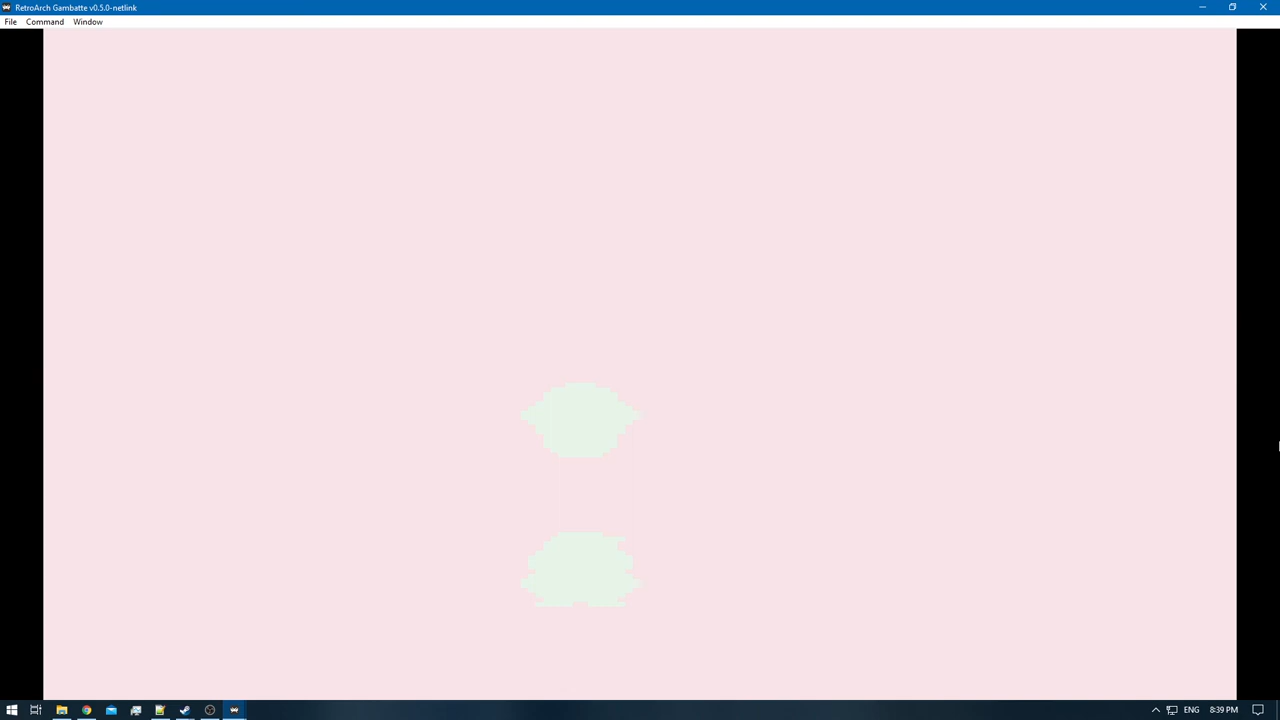 RetroArch Gambatte v0.5.0-netlink
File Command Window
ENG 8:39 PM